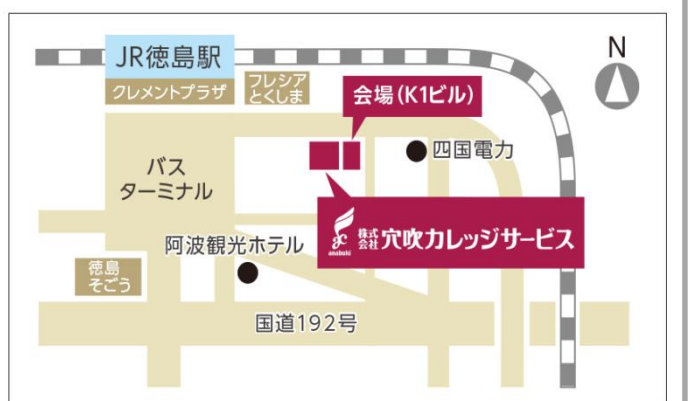 JR徳島駅
クレメントプラザ
フレシア
とくしま
会場(K1ビル)
N
四国電力
バス
ターミナル
株式
会社 穴吹カレッジサービス
anabuki
阿波観光ホテル
徳島
そごう
国道192号